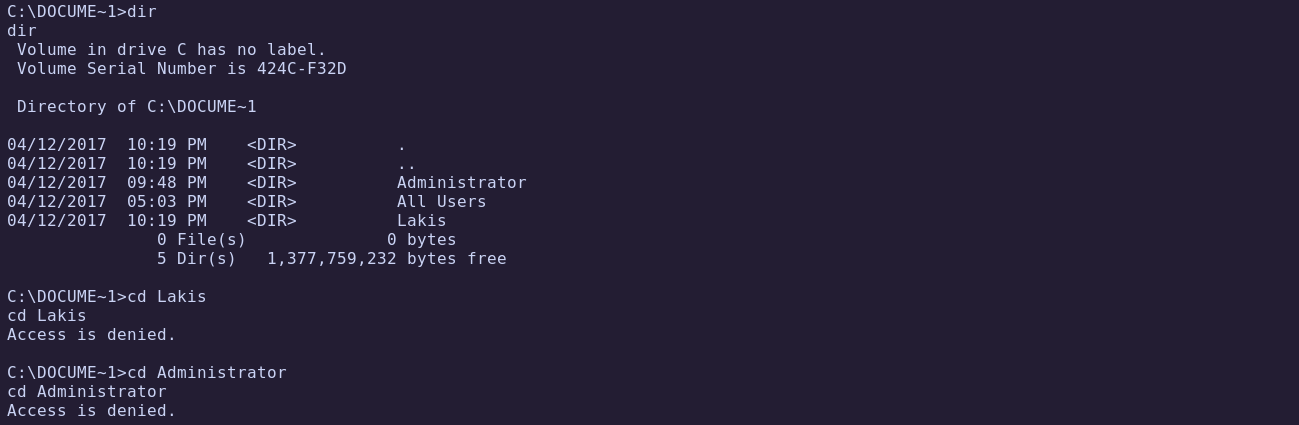 C:\DOCUME~1>dir
dir
 Volume in drive C has no label.
 Volume Serial Number is 424C-F32D

 Directory of C:\DOCUME~1

04/12/2017  10:19 PM    <DIR>          .
04/12/2017  10:19 PM    <DIR>          ..
04/12/2017  09:48 PM    <DIR>          Administrator
04/12/2017  05:03 PM    <DIR>          All Users
04/12/2017  10:19 PM    <DIR>          Lakis
               0 File(s)              0 bytes
               5 Dir(s)   1,377,759,232 bytes free

C:\DOCUME~1>cd Lakis
cd Lakis
Access is denied.

C:\DOCUME~1>cd Administrator
cd Administrator
Access is denied.